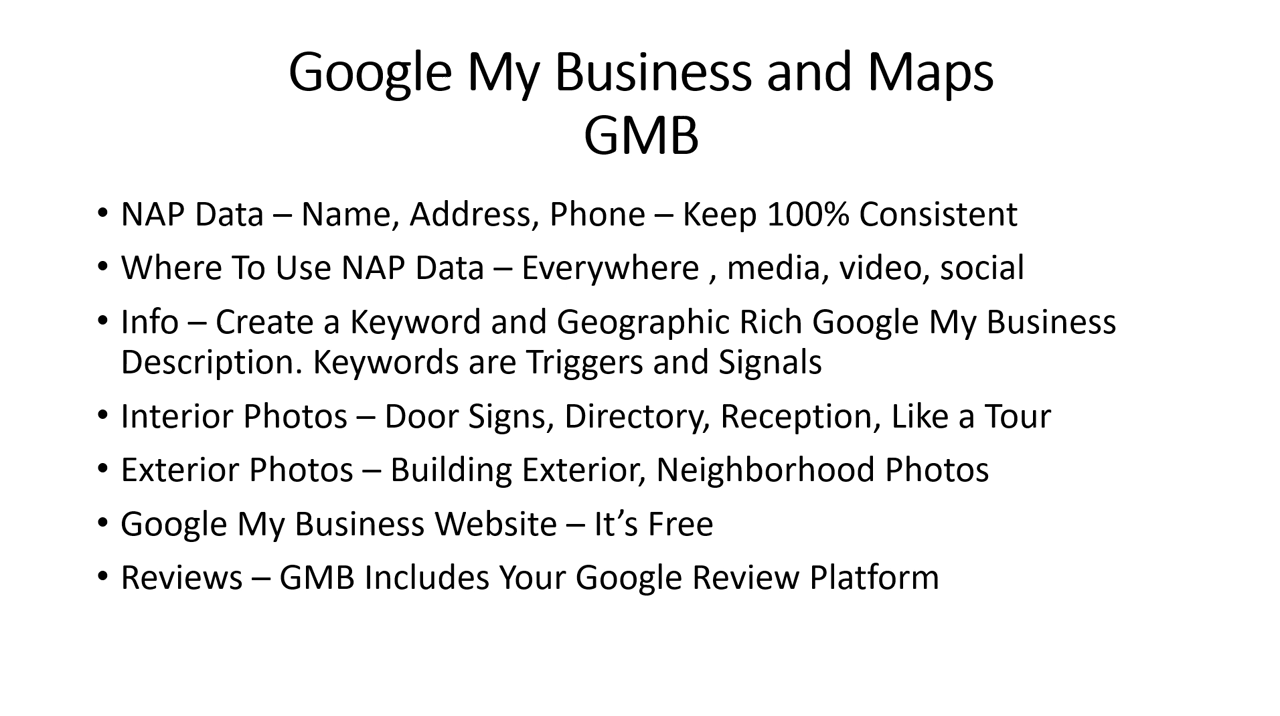 Google My Business and Maps
GMB
• NAP Data – Name, Address, Phone – Keep 100% Consistent
• Where To Use NAP Data – Everywhere , media, video, social
• Info – Create a Keyword and Geographic Rich Google My Business
Description. Keywords are Triggers and Signals
• Interior Photos – Door Signs, Directory, Reception, Like a Tour
• Exterior Photos – Building Exterior, Neighborhood Photos
• Google My Business Website – It’s Free
• Reviews – GMB Includes Your Google Review Platform